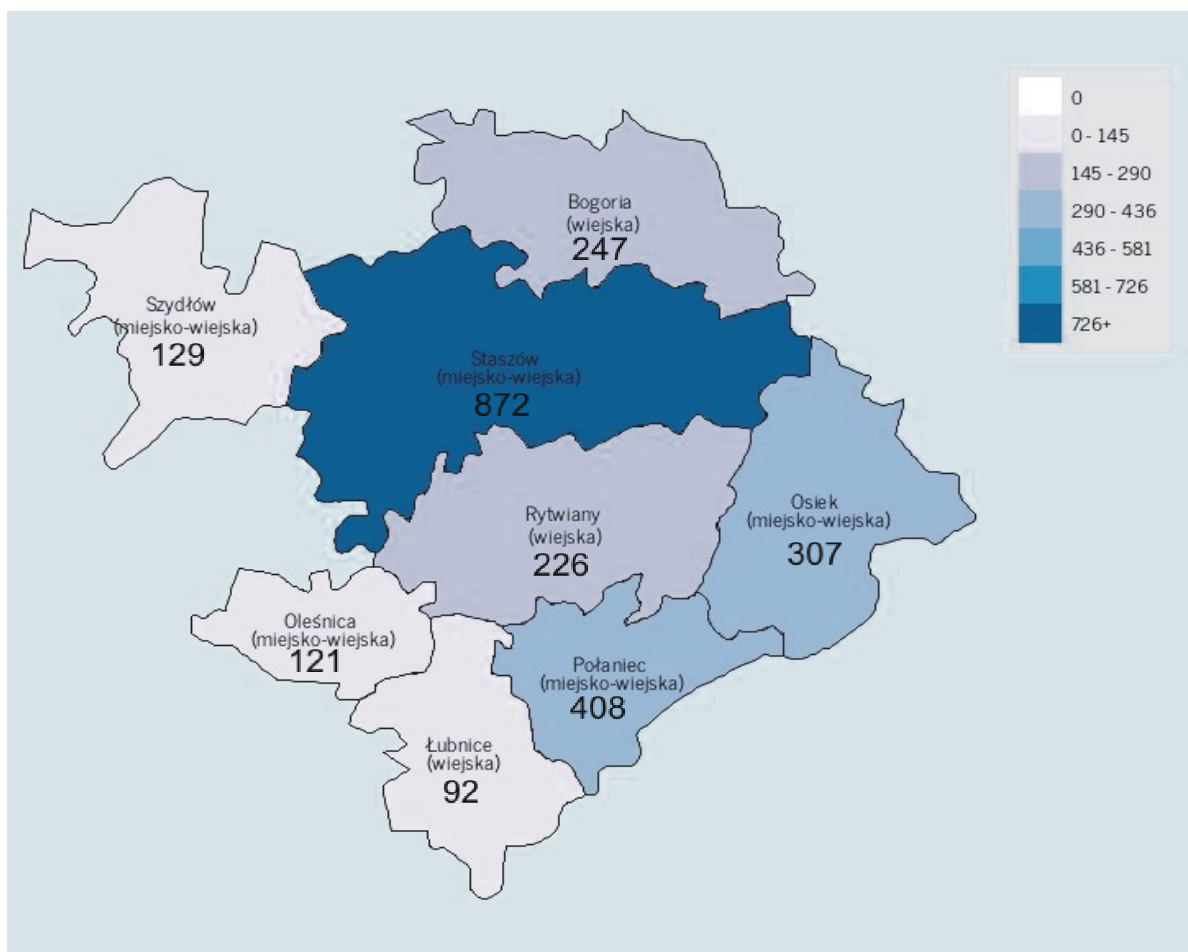 0
0 - 145
145 - 290
290 - 436
436 - 581
581 - 726
726+
Bogoria
(wiejska)
247
Szydłów
(miejsko-wiejska)
129
Staszów
(miejsko-wiejska)
872
Osiek
(miejsko-wiejska)
307
Rytwiany
(wiejska)
226
Oleśnica
(miejsko-wiejska)
121
Połaniec
(miejsko-wiejska)
408
Łubnice
(wiejska)
92